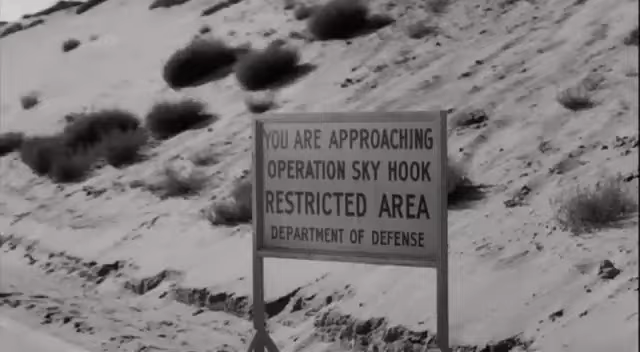 YOU ARE APPROACHING
OPERATION SKY HOOK
RESTRICTED AREA
DEPARTMENT OF DEFENSE